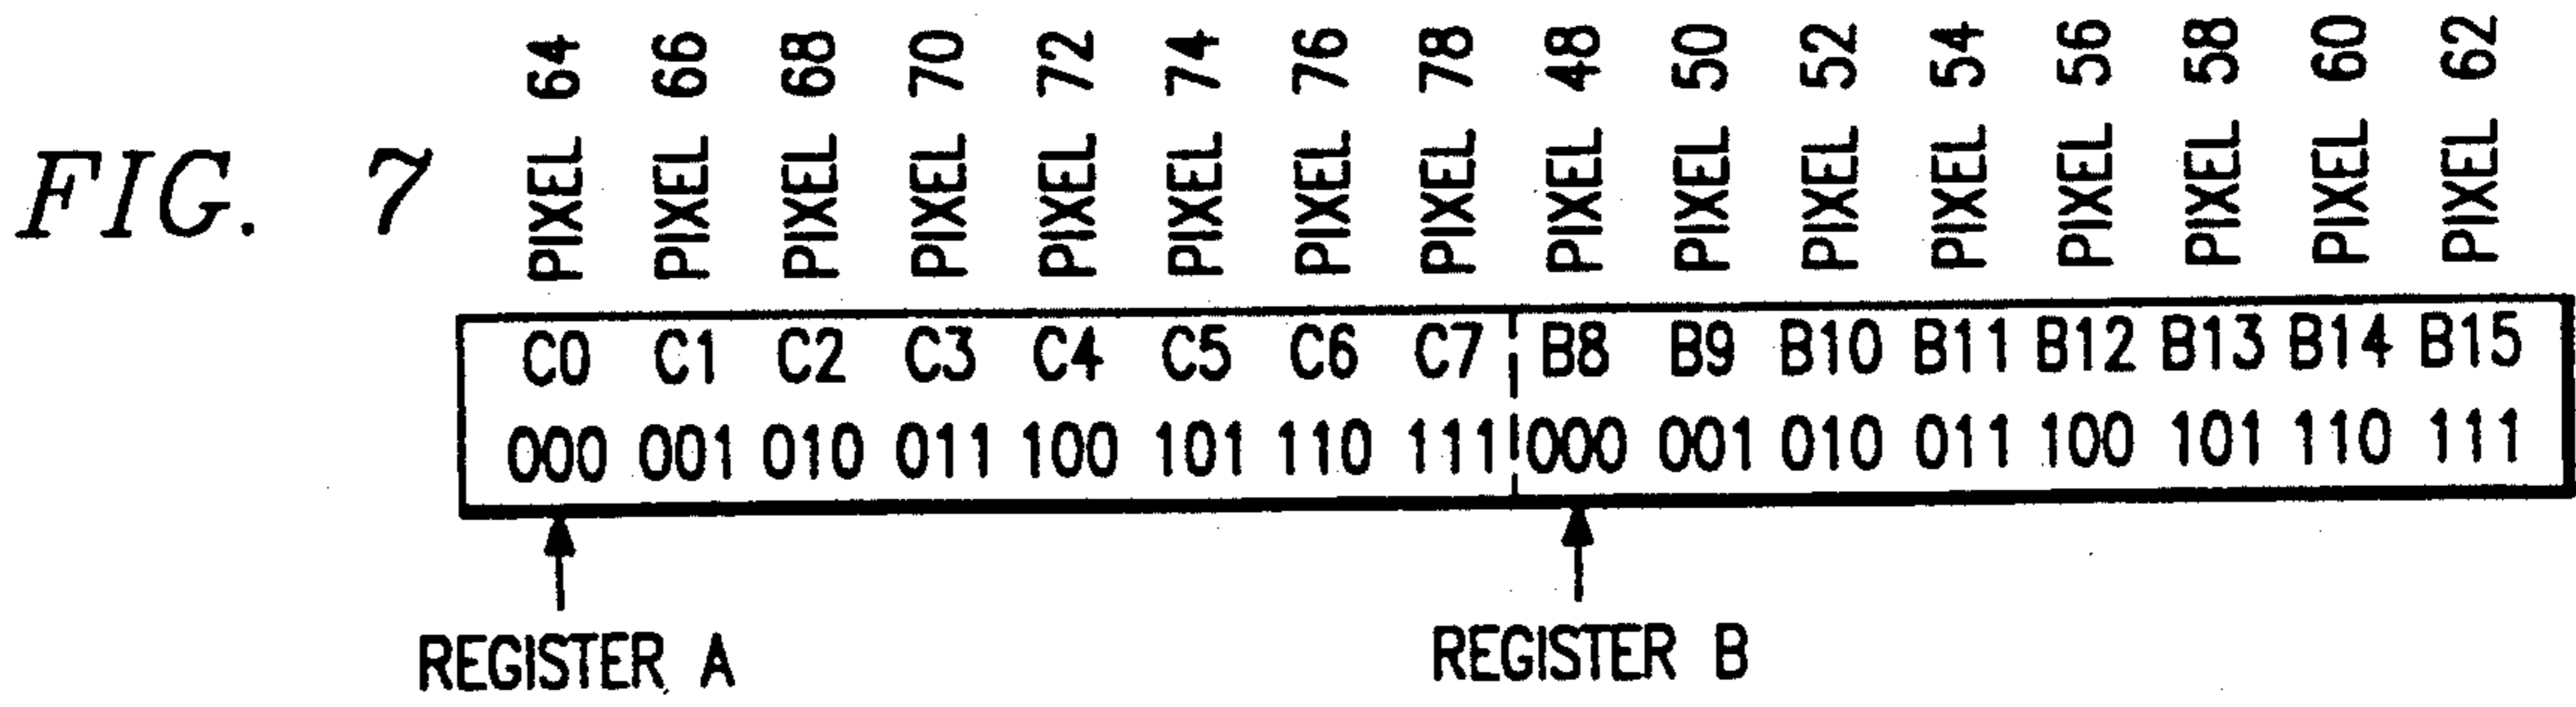 FIG. 7
PIXEL 64 PIXEL 66 PIXEL 68 PIXEL 70 PIXEL 72 PIXEL 74 PIXEL 76 PIXEL 78 PIXEL 48 PIXEL 50 PIXEL 52 PIXEL 54 PIXEL 56 PIXEL 58 PIXEL 60 PIXEL 62
C0 C1 C2 C3 C4 C5 C6 C7 B8 B9 B10 B11 B12 B13 B14 B15
000 001 010 011 100 101 110 111 000 001 010 011 100 101 110 111
REGISTER A REGISTER B